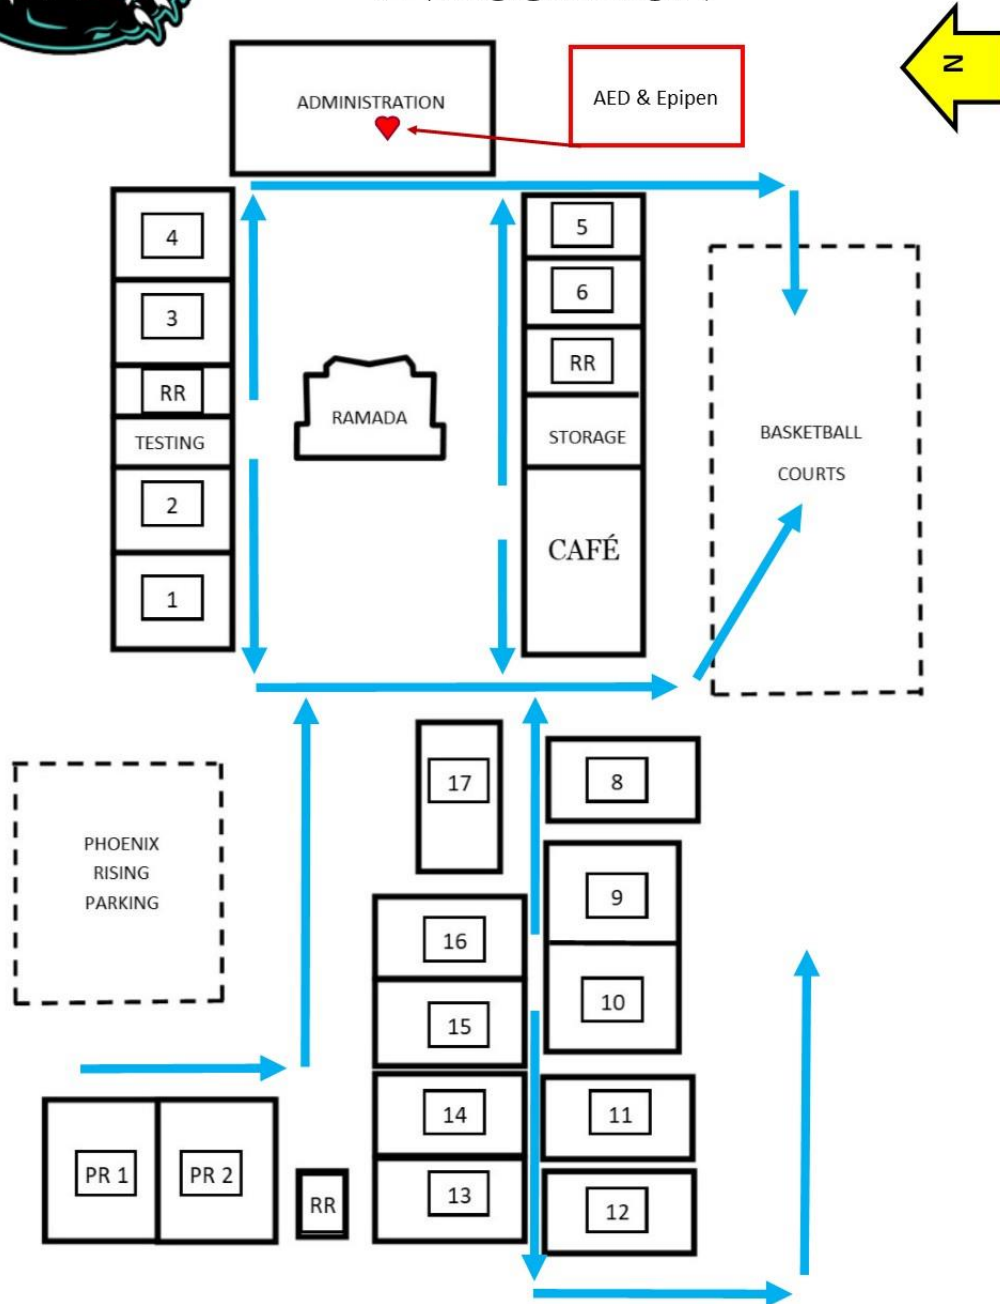 N
ADMINISTRATION
AED & Epipen
4
3
RR
TESTING
2
1
RAMADA
5
6
RR
STORAGE
CAFÉ
BASKETBALL
COURTS
PHOENIX
RISING
PARKING
17
8
16
9
15
10
14
11
13
12
PR 1
PR 2
RR